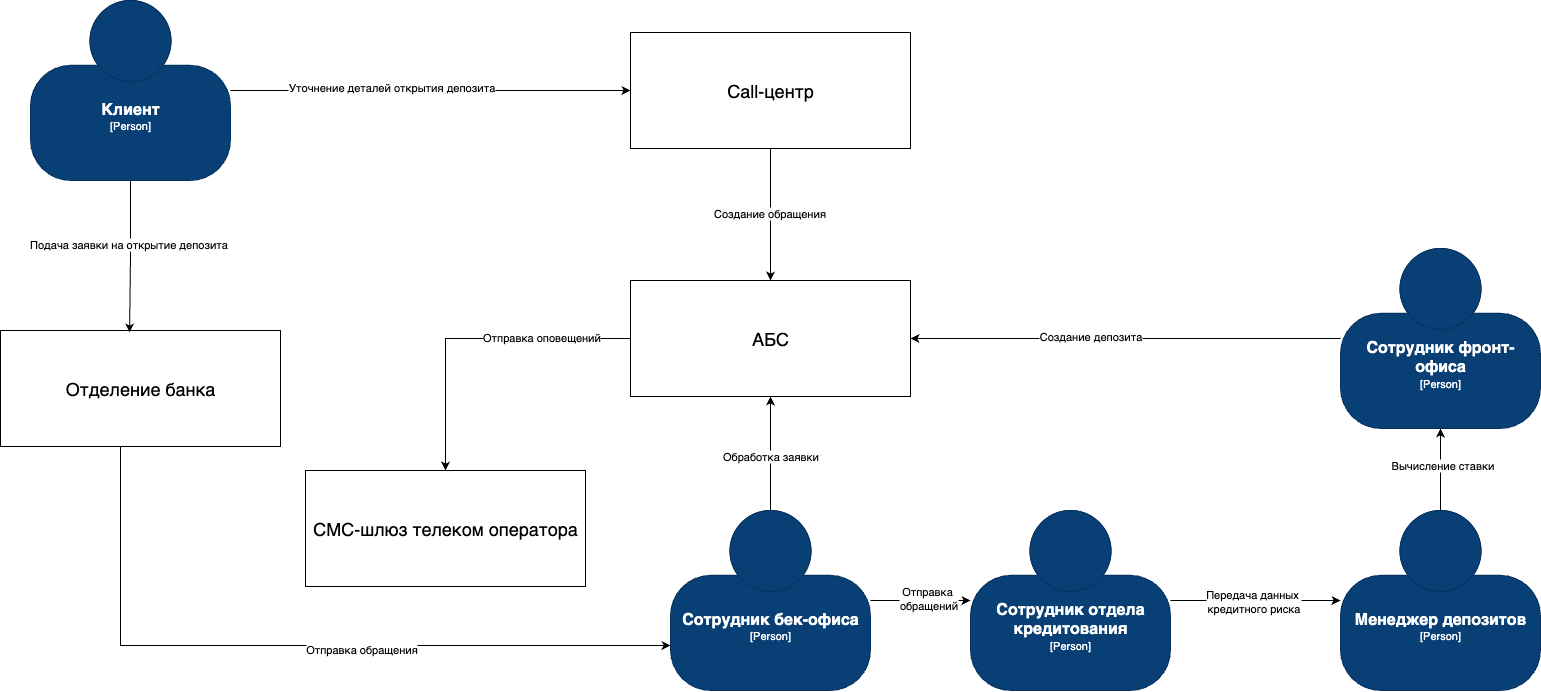 Клиент
[Person]
Уточнение деталей открытия депозита
Call-центр
Создание обращения
Подача заявки на открытие депозита
Отделение банка
Отправка оповещений
АБС
Создание депозита
Сотрудник фронт-
офиса
[Person]
Обработка заявки
Вычисление ставки
СМС-шлюз телеком оператора
Отправка обращения
Сотрудник бек-офиса
[Person]
Отправка
обращений
Сотрудник отдела
кредитования
[Person]
Передача данных
кредитного риска
Менеджер депозитов
[Person]